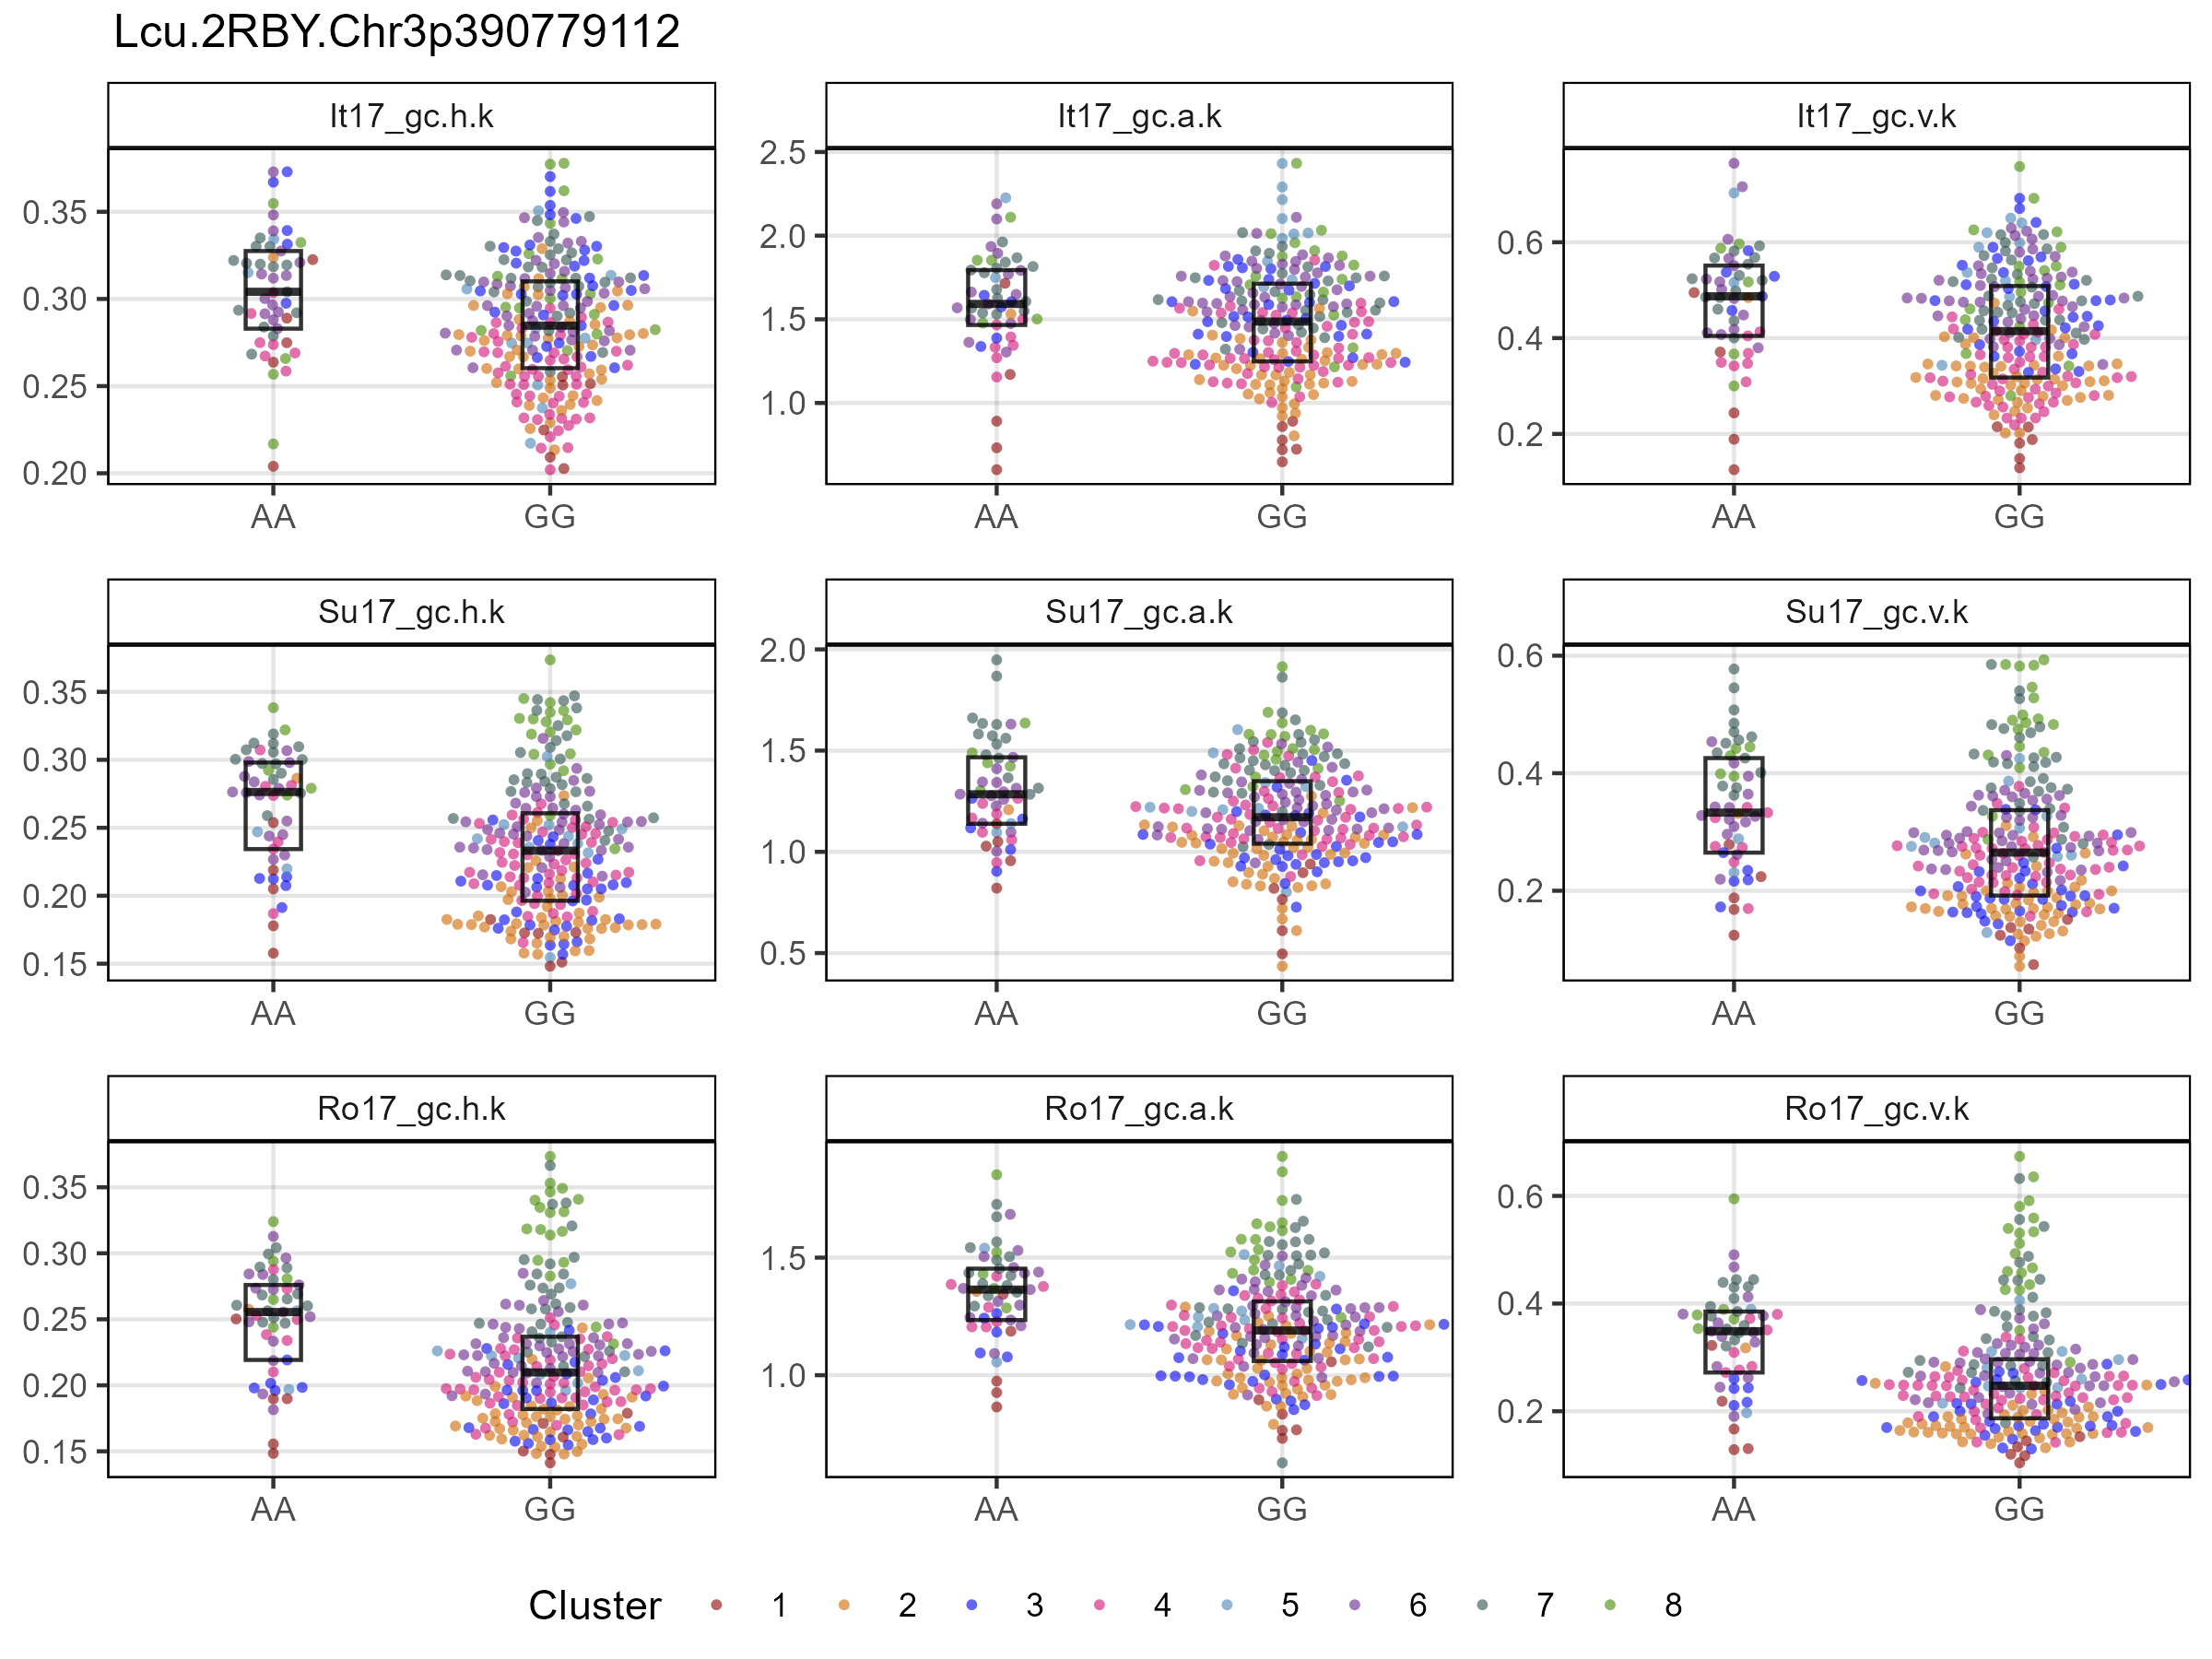 Lcu.2RBY.Chr3p390779112
It17_gc.h.k
It17_gc.a.k
It17_gc.v.k
0.35
0.30
0.25
0.20
AA GG
2.5
2.0
1.5
1.0
AA GG
0.6
0.4
0.2
AA GG
Su17_gc.h.k
Su17_gc.a.k
Su17_gc.v.k
0.35
0.30
0.25
0.20
0.15
AA GG
2.0
1.5
1.0
0.5
AA GG
0.6
0.4
0.2
AA GG
Ro17_gc.h.k
Ro17_gc.a.k
Ro17_gc.v.k
0.35
0.30
0.25
0.20
0.15
AA GG
1.5
1.0
AA GG
0.6
0.4
0.2
AA GG
Cluster 1 2 3 4 5 6 7 8